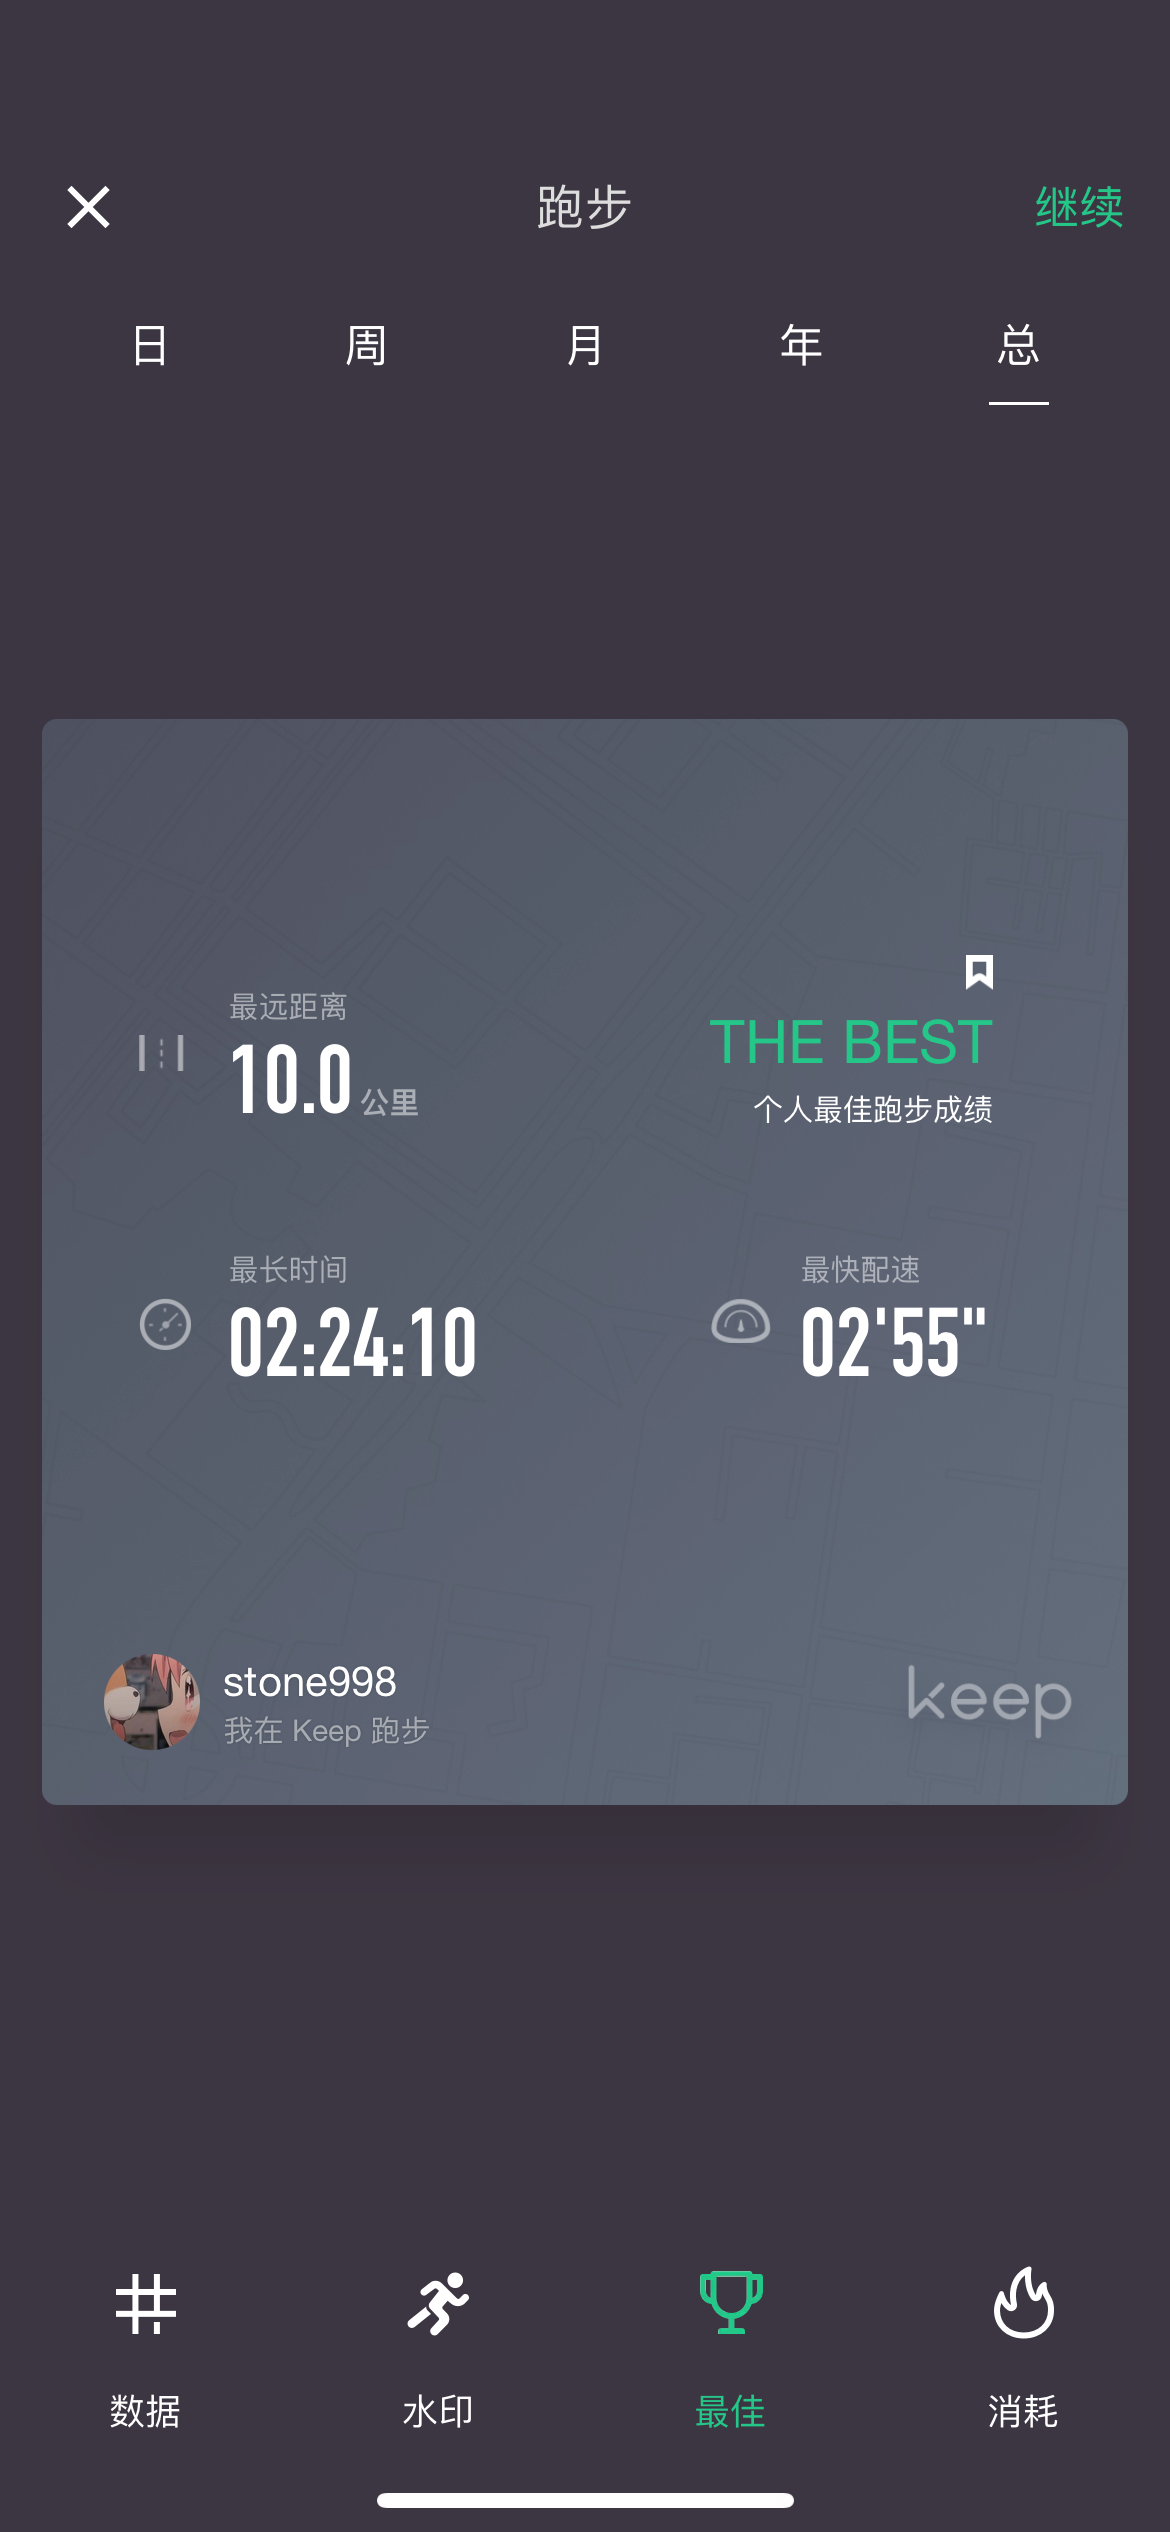 跑步
继续
日 周 月 年 总
最远距离
10.0 公里
THE BEST
个人最佳跑步成绩
最长时间
02:24:10
最快配速
02'55"
stone998
我在 Keep 跑步
keep
数据 水印 最佳 消耗